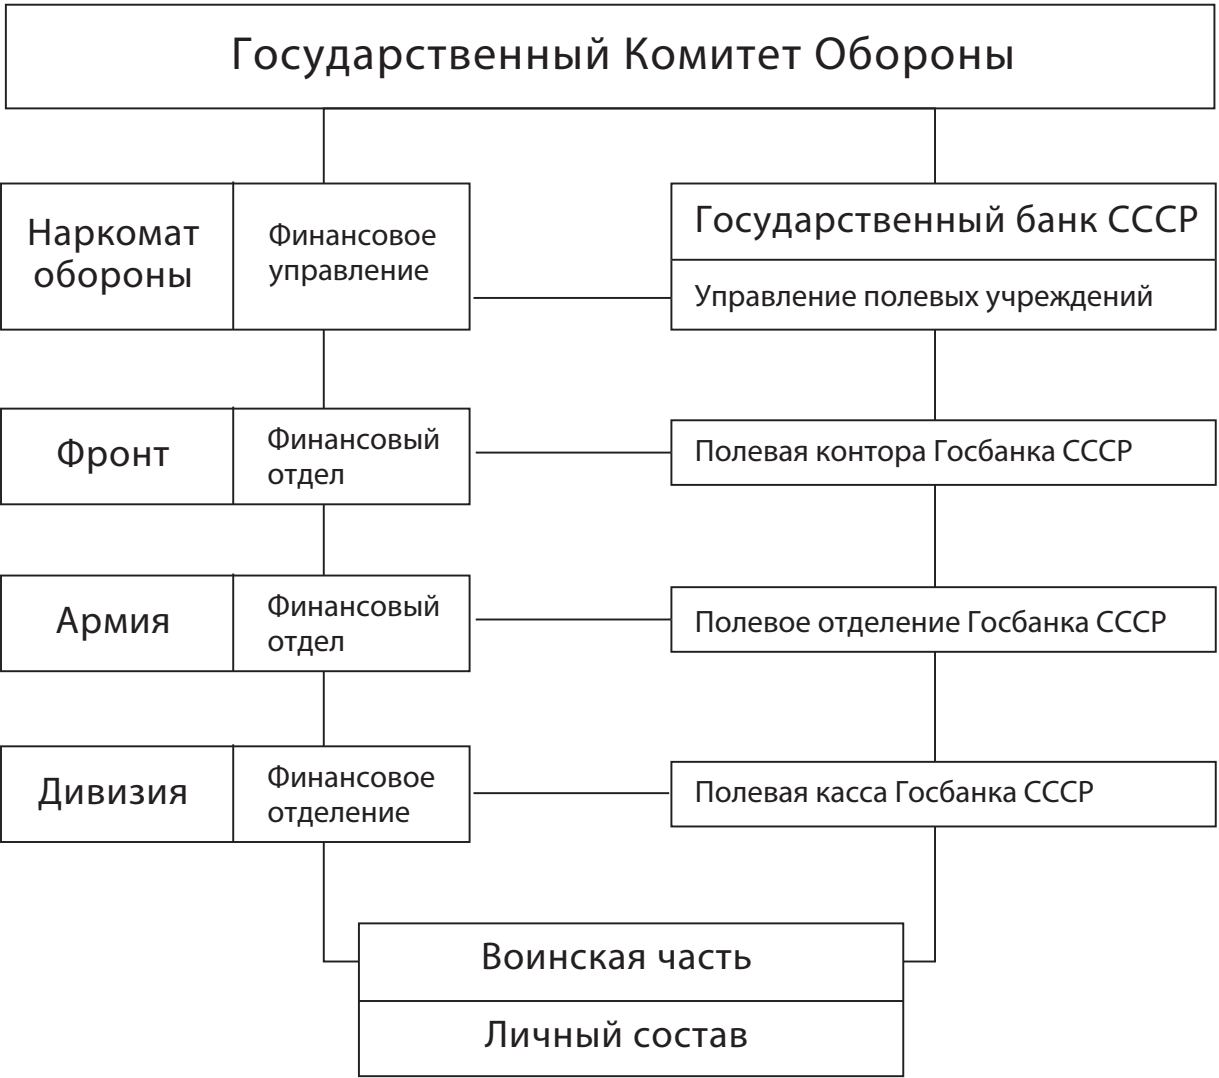 Государственный Комитет Обороны
Наркомат
обороны
Финансовое
управление
Государственный банк СССР
Управление полевых учреждений
Фронт
Финансовый
отдел
Полевая контора Госбанка СССР
Армия
Финансовый
отдел
Полевое отделение Госбанка СССР
Дивизия
Финансовое
отделение
Полевая касса Госбанка СССР
Воинская часть
Личный состав